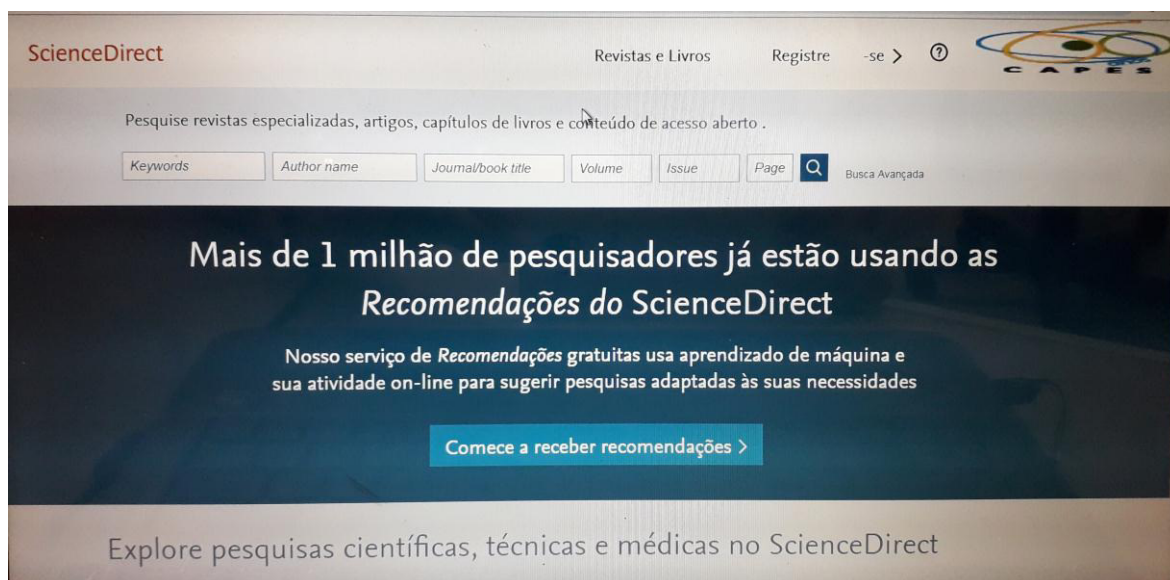 ScienceDirect
Revistas e Livros
Registre -se >
?
CAPES
Pesquise revistas especializadas, artigos, capítulos de livros e conteúdo de acesso aberto .
Keywords
Author name
Journal/book title
Volume
Issue
Page
Busca Avançada
Mais de 1 milhão de pesquisadores já estão usando as
Recomendações do ScienceDirect
Nosso serviço de Recomendações gratuitas usa aprendizado de máquina e
sua atividade on-line para sugerir pesquisas adaptadas às suas necessidades
Comece a receber recomendações >
Explore pesquisas científicas, técnicas e médicas no ScienceDirect